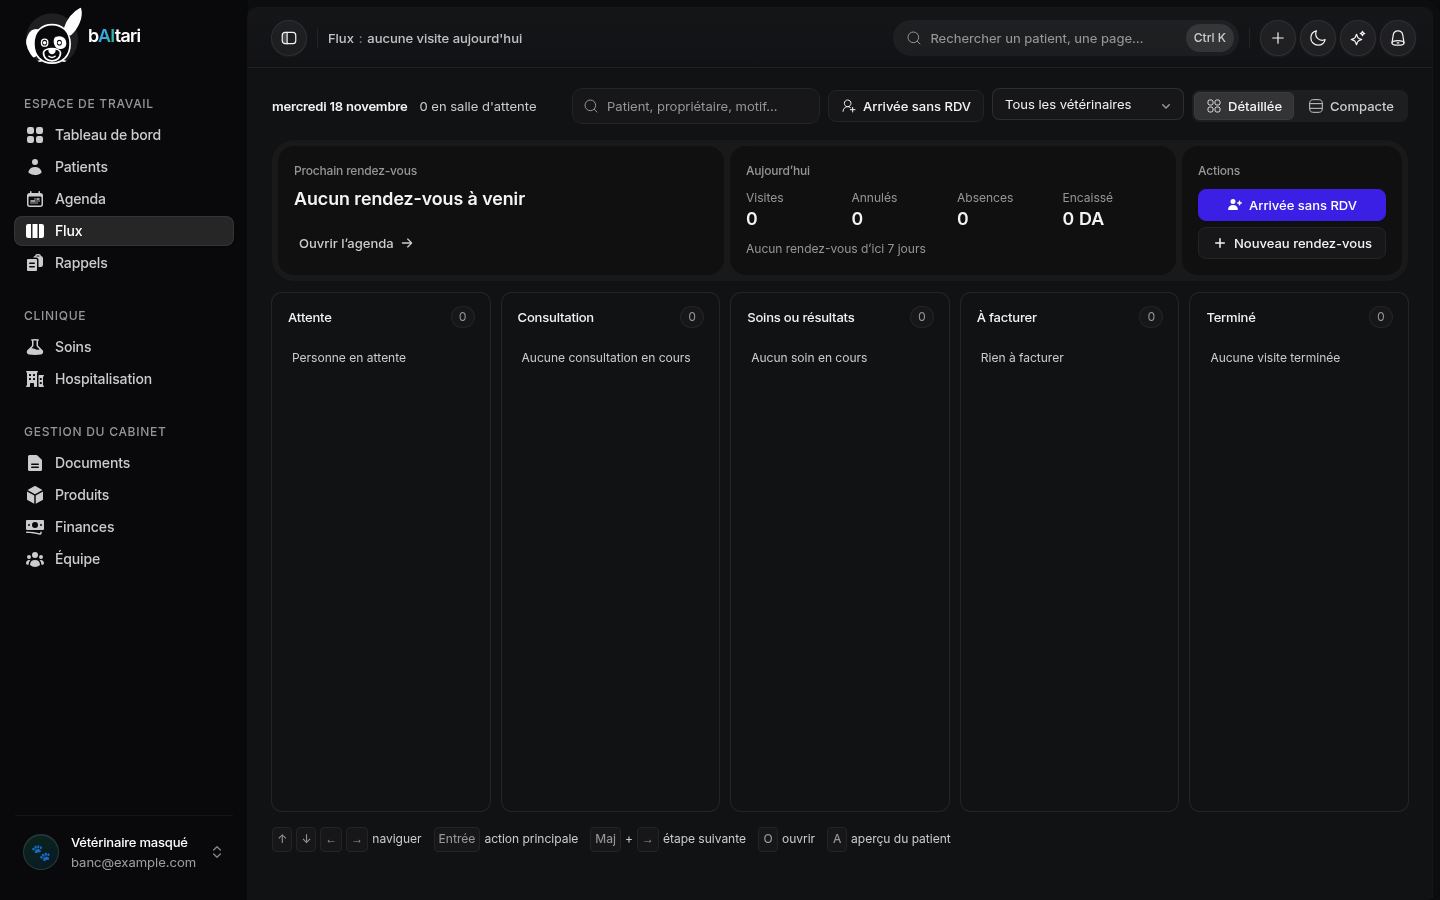 bAItari
ESPACE DE TRAVAIL
Tableau de bord
Patients
Agenda
Flux
Rappels
CLINIQUE
Soins
Hospitalisation
GESTION DU CABINET
Documents
Produits
Finances
Équipe
Vétérinaire masqué
banc@example.com
Flux : aucune visite aujourd'hui
Rechercher un patient, une page... Ctrl K
mercredi 18 novembre 0 en salle d'attente
Patient, propriétaire, motif...
Arrivée sans RDV
Tous les vétérinaires
Détaillée
Compacte
Prochain rendez-vous
Aucun rendez-vous à venir
Ouvrir l’agenda →
Aujourd’hui
Visites Annulés Absences Encaissé
0 0 0 0 DA
Aucun rendez-vous d’ici 7 jours
Actions
Arrivée sans RDV
+ Nouveau rendez-vous
Attente 0
Personne en attente
Consultation 0
Aucune consultation en cours
Soins ou résultats 0
Aucun soin en cours
À facturer 0
Rien à facturer
Terminé 0
Aucune visite terminée
↑ ↓ ← → naviguer Entrée action principale Maj + → étape suivante O ouvrir A aperçu du patient